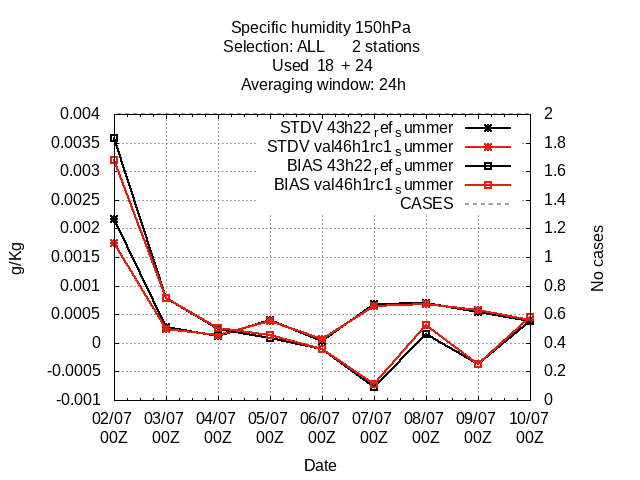 Specific humidity 150hPa
Selection: ALL 2 stations
Used 18 + 24
Averaging window: 24h
0.004
0.0035
0.003
0.0025
0.002
0.0015
0.001
0.0005
0
-0.0005
-0.001
g/Kg
STDV 43h22refsummer
STDV val46h1rc1summer
BIAS 43h22refsummer
BIAS val46h1rc1summer
CASES
2
1.8
1.6
1.4
1.2
1
0.8
0.6
0.4
0.2
0
No cases
02/07 03/07 04/07 05/07 06/07 07/07 08/07 09/07 10/07
00Z 00Z 00Z 00Z 00Z 00Z 00Z 00Z 00Z
Date